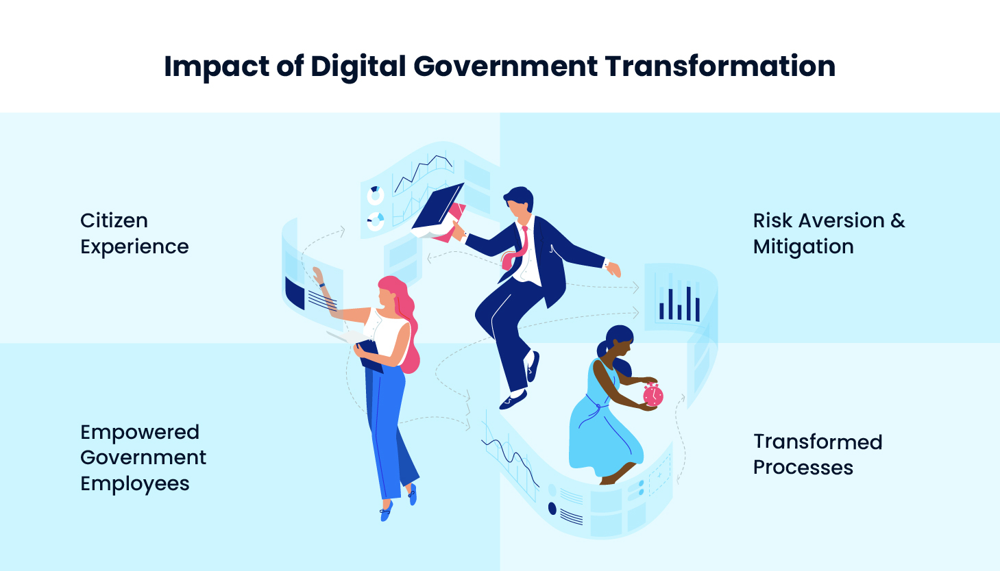 Impact of Digital Government Transformation
Citizen
Experience
Risk Aversion &
Mitigation
Empowered
Government
Employees
Transformed
Processes